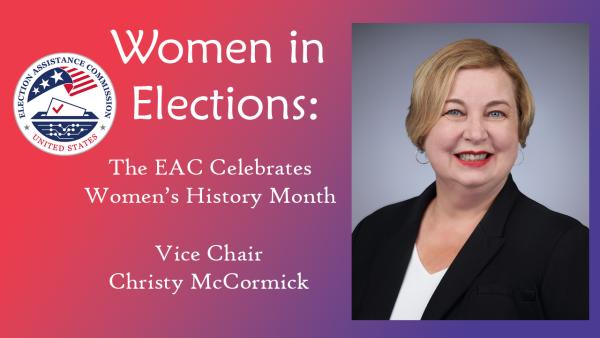 Women in
Elections:
ELECTION ASSISTANCE COMMISSION
UNITED STATES
The EAC Celebrates
Women’s History Month
Vice Chair
Christy McCormick